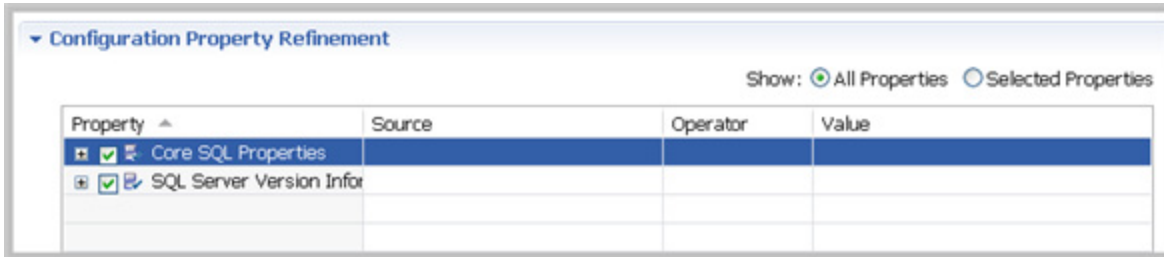 Configuration Property Refinement
Show: All Properties Selected Properties
Property Source Operator Value
Core SQL Properties
SQL Server Version Infor